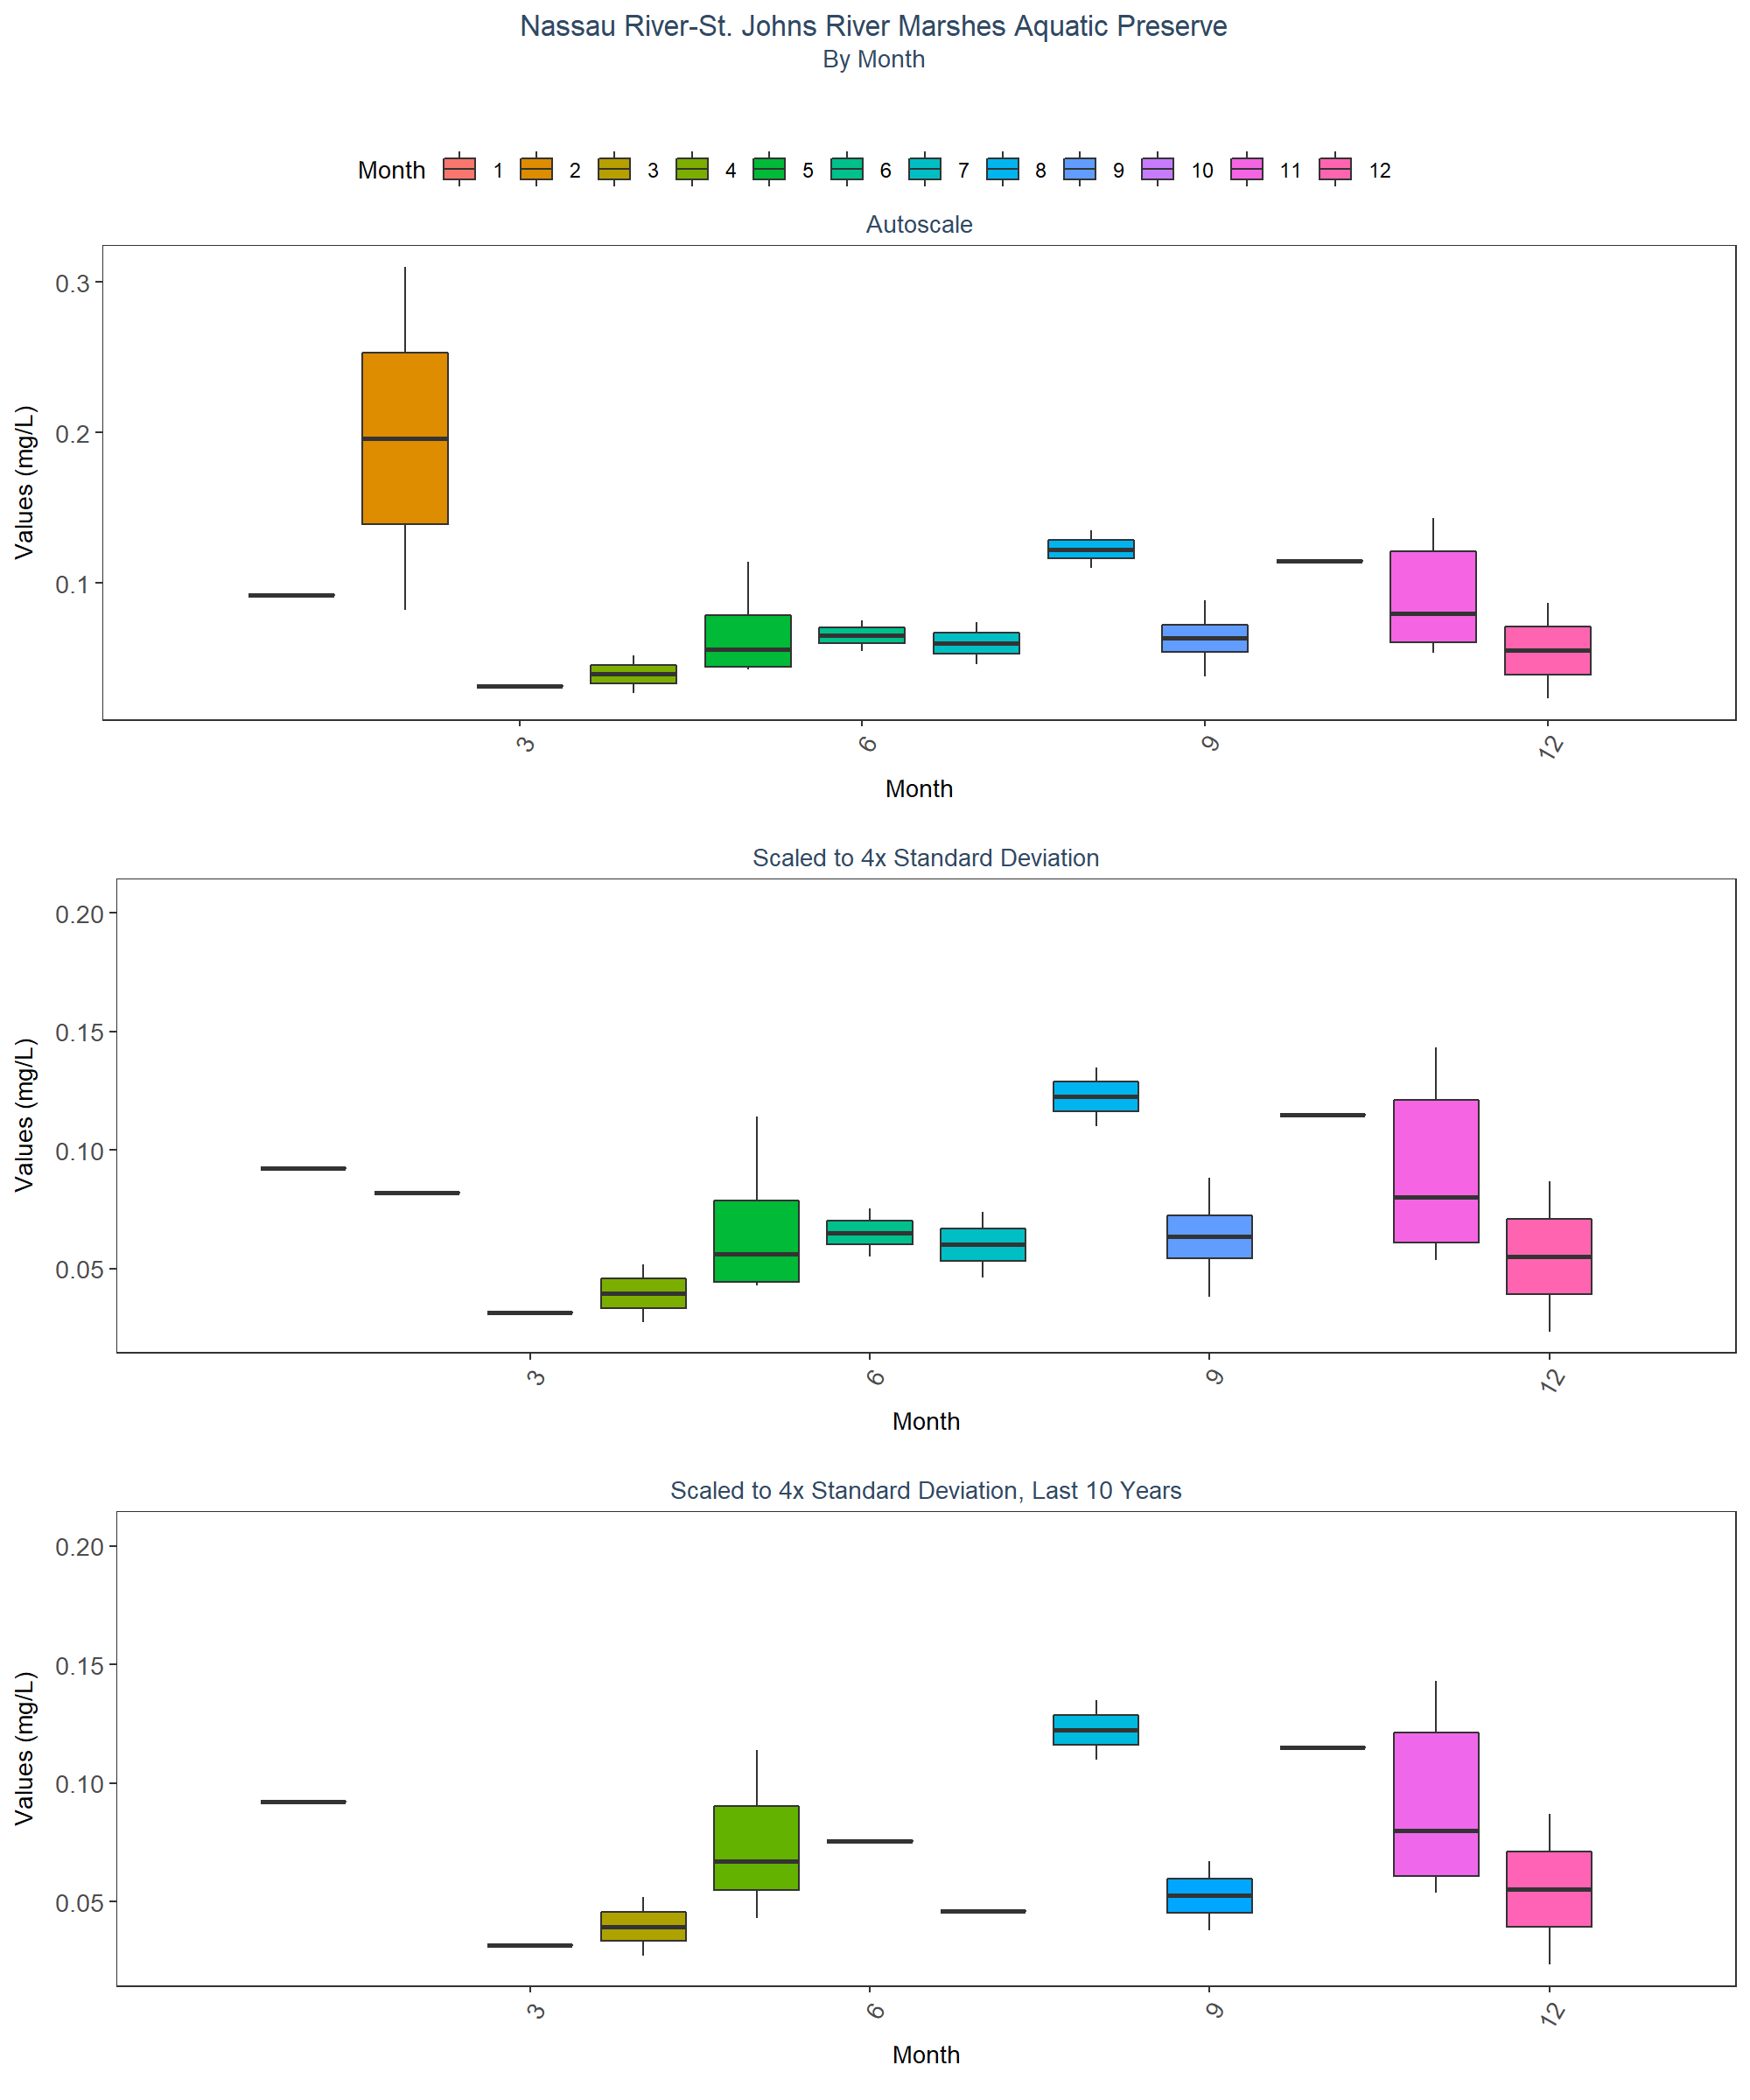 Nassau River-St. Johns River Marshes Aquatic Preserve
By Month
Month 1 2 3 4 5 6 7 8 9 10 11 12
Autoscale
Values (mg/L)
0.3
0.2
0.1
3 6 9 12
Month
Scaled to 4x Standard Deviation
Values (mg/L)
0.20
0.15
0.10
0.05
3 6 9 12
Month
Scaled to 4x Standard Deviation, Last 10 Years
Values (mg/L)
0.20
0.15
0.10
0.05
3 6 9 12
Month